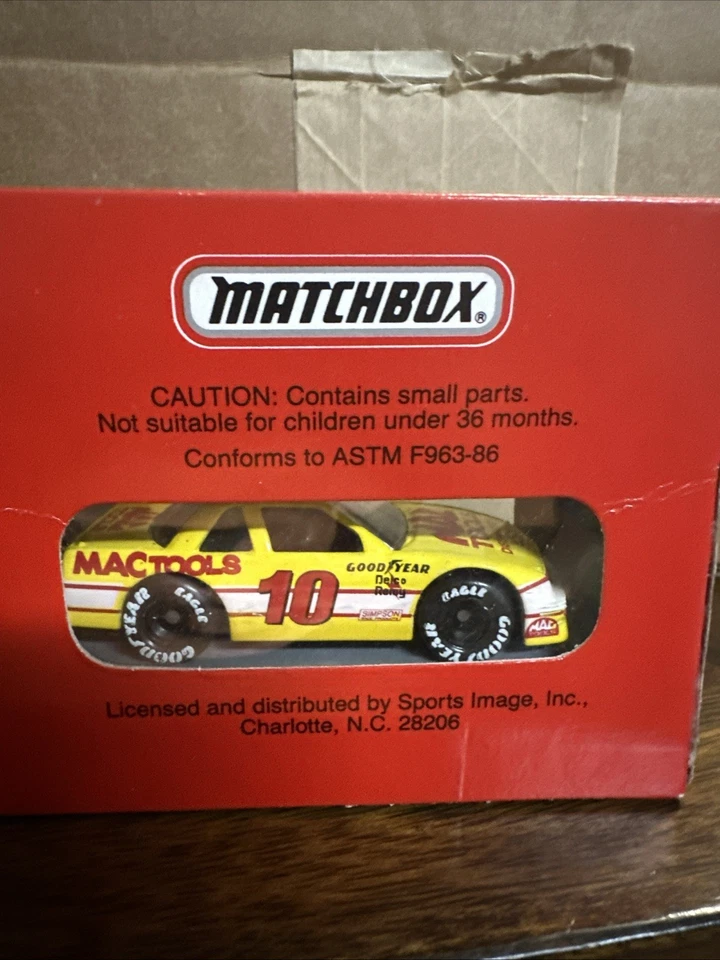 MATCHBOX®
CAUTION: Contains small parts.
Not suitable for children under 36 months.
Conforms to ASTM F963-86
MAC TOOLS
10
GOODYEAR
Delco
Remy
SIMPSON
MAC
EAGLE
GOODYEAR
EAGLE
GOODYEAR
Licensed and distributed by Sports Image, Inc.,
Charlotte, N.C. 28206